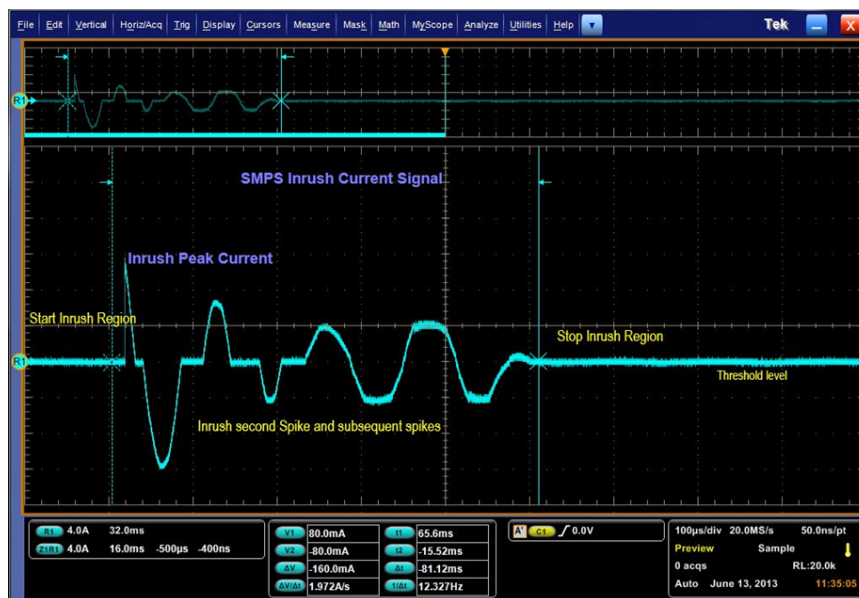 File Edit Vertical Horiz/Acq Trig Display Cursors Measure Mask Math MyScope Analyze Utilities Help Tek X
R1
SMPS Inrush Current Signal
Inrush Peak Current
Start Inrush Region
Stop Inrush Region
R1
Threshold level
Inrush second Spike and subsequent spikes
R1 4.0A 32.0ms
Z1R1 4.0A 16.0ms -500µs -400ns
V1 80.0mA t1 65.6ms
V2 -80.0mA t2 -15.52ms
ΔV -160.0mA Δt -81.12ms
ΔV/Δt 1.972A/s 1/Δt 12.327Hz
A' C1 0.0V
100µs/div 20.0MS/s 50.0ns/pt
Preview Sample
0 acqs RL:20.0k
Auto June 13, 2013 11:35:05